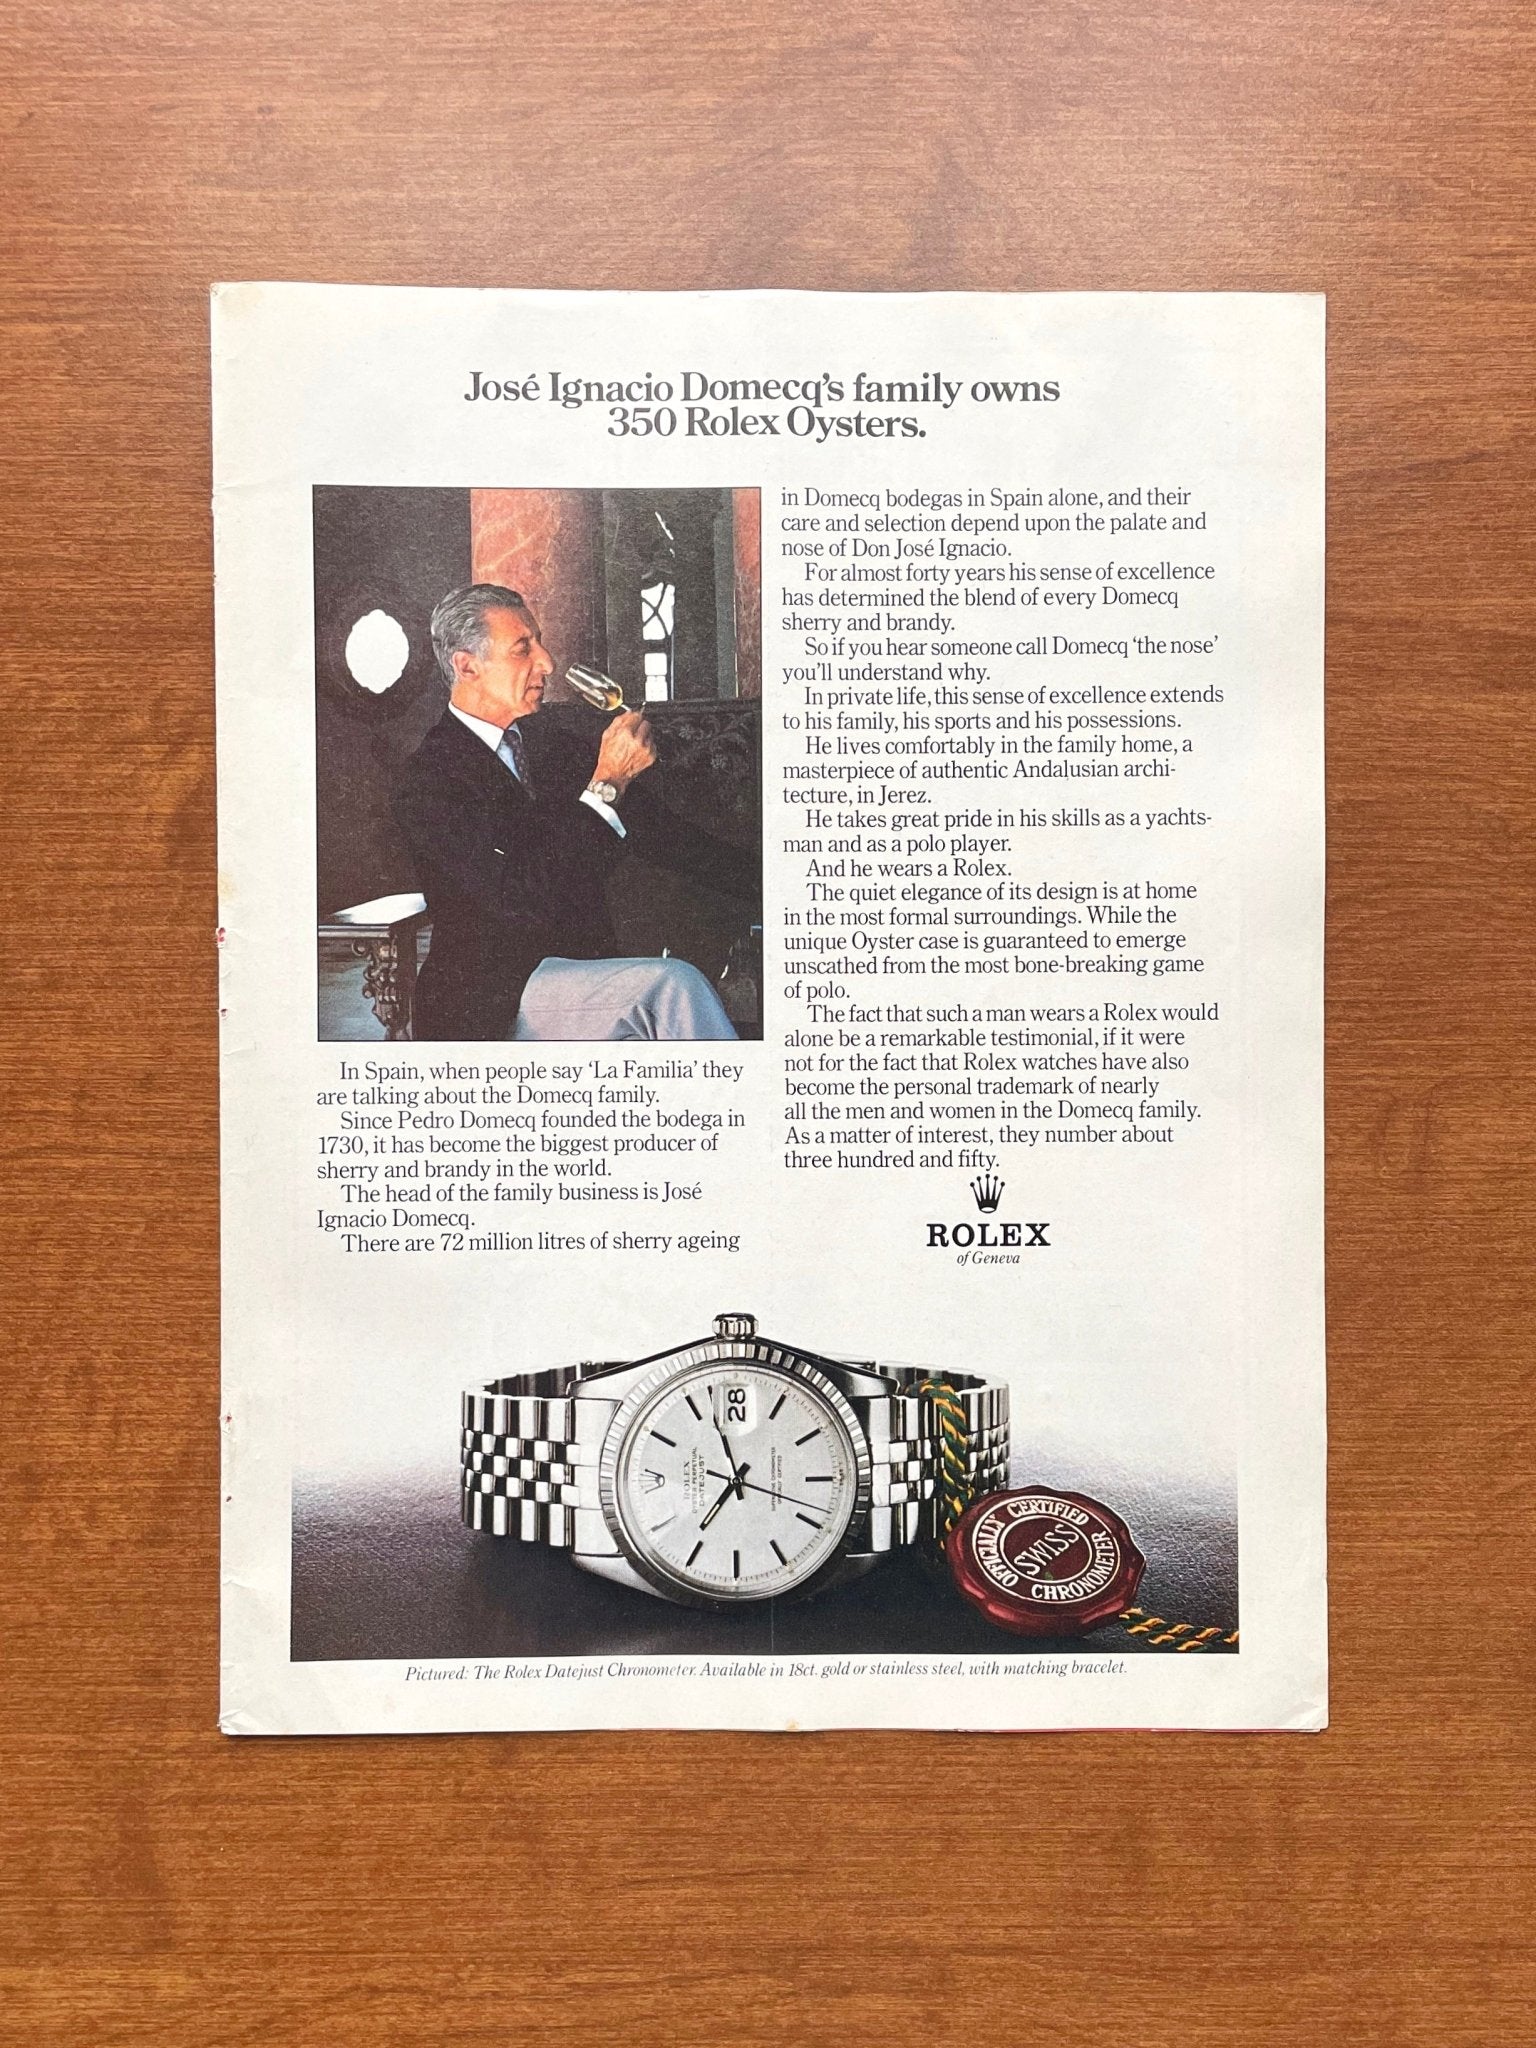 José Ignacio Domecq's family owns
350 Rolex Oysters.
In Spain, when people say ‘La Familia’ they
are talking about the Domecq family.
Since Pedro Domecq founded the bodega in
1730, it has become the biggest producer of
sherry and brandy in the world.
The head of the family business is José
Ignacio Domecq.
There are 72 million litres of sherry ageing
in Domecq bodegas in Spain alone, and their
care and selection depend upon the palate and
nose of Don José Ignacio.
For almost forty years his sense of excellence
has determined the blend of every Domecq
sherry and brandy.
So if you hear someone call Domecq ‘the nose’
you'll understand why.
In private life, this sense of excellence extends
to his family, his sports and his possessions.
He lives comfortably in the family home, a
masterpiece of authentic Andalusian archi-
tecture, in Jerez.
He takes great pride in his skills as a yachts-
man and as a polo player.
And he wears a Rolex.
The quiet elegance of its design is at home
in the most formal surroundings. While the
unique Oyster case is guaranteed to emerge
unscathed from the most bone-breaking game
of polo.
The fact that such a man wears a Rolex would
alone be a remarkable testimonial, if it were
not for the fact that Rolex watches have also
become the personal trademark of nearly
all the men and women in the Domecq family.
As a matter of interest, they number about
three hundred and fifty.
ROLEX
of Geneva
28
ROLEX
OYSTER PERPETUAL
DATEJUST
SUPERLATIVE CHRONOMETER
OFFICIALLY CERTIFIED
OFFICIALLY CERTIFIED
SWISS
CHRONOMETER
Pictured: The Rolex Datejust Chronometer. Available in 18ct. gold or stainless steel, with matching bracelet.